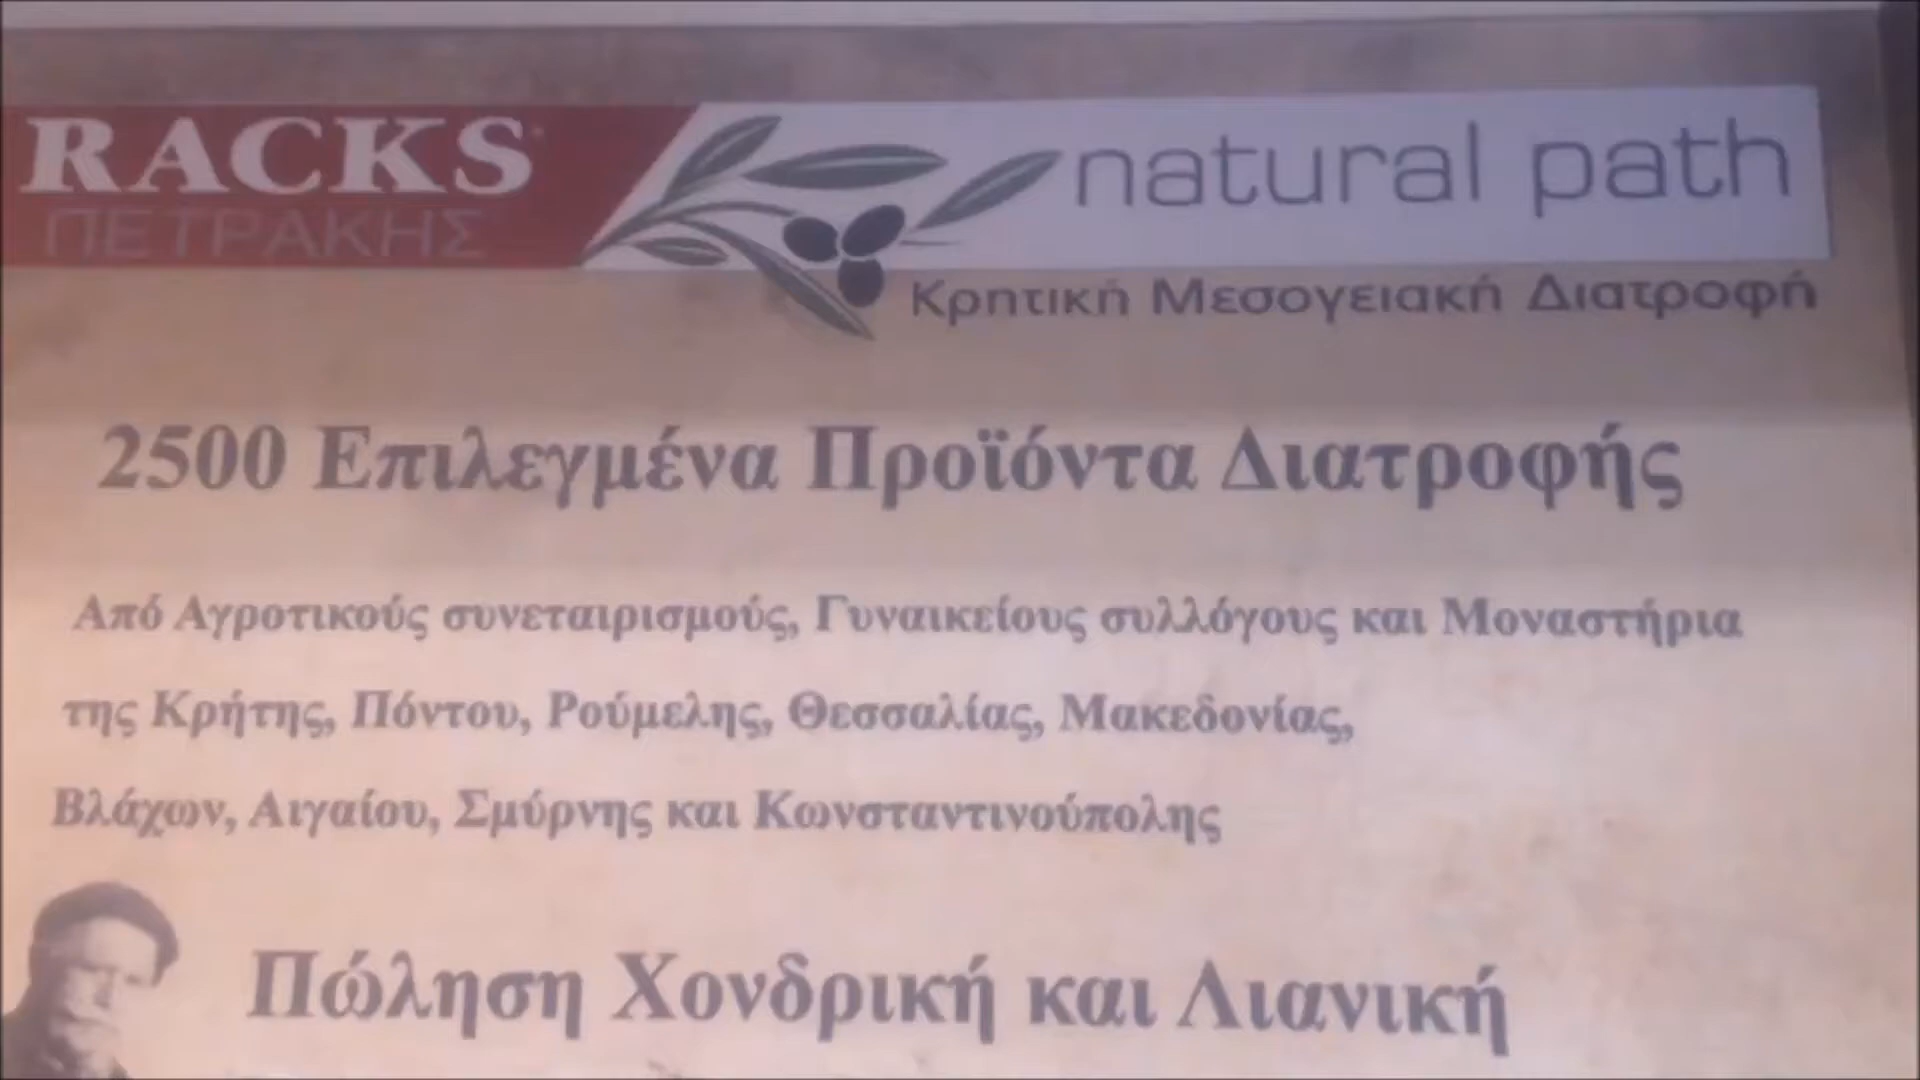 RACKS
ΠΕΤΡΑΚΗΣ
natural path
Κρητική Μεσογειακή Διατροφή
2500 Επιλεγμένα Προϊόντα Διατροφής
Από Αγροτικούς συνεταιρισμούς, Γυναικείους συλλόγους και Μοναστήρια
της Κρήτης, Πόντου, Ρούμελης, Θεσσαλίας, Μακεδονίας,
Βλάχων, Αιγαίου, Σμύρνης και Κωνσταντινούπολης
Πώληση Χονδρική και Λιανική